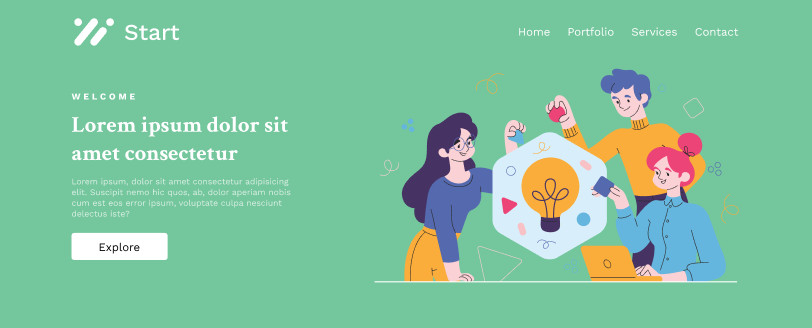 Start
Home Portfolio Services Contact
WELCOME
Lorem ipsum dolor sit
amet consectetur
Lorem ipsum, dolor sit amet consectetur adipisicing
elit. Suscipit nemo hic quos, ab, dolor aperiam nobis
cum est eos error ipsum, voluptate culpa nesciunt
delectus iste?
Explore